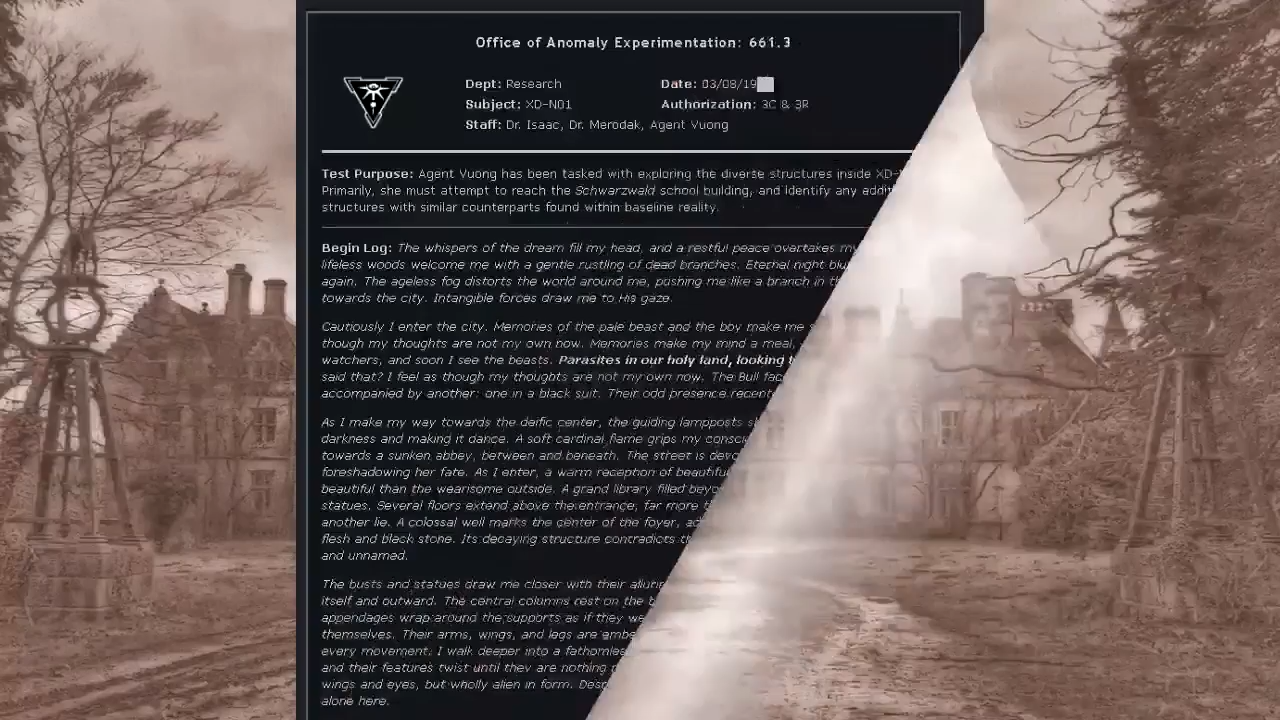 Office of Anomaly Experimentation: 661.3
Dept: Research
Date: 03/08/19
Subject: XD-N01
Authorization: 3C & 3R
Staff: Dr. Isaac, Dr. Merodak, Agent Vuong
Test Purpose: Agent Vuong has been tasked with exploring the diverse structures inside XD-
Primarily, she must attempt to reach the Schwarzwald school building, and identify any
structures with similar counterparts found within baseline reality.
Begin Log: The whispers of the dream fill my head, and a restful peace overtakes my
lifeless woods welcome me with a gentle rustling of dead branches. Eternal night
again. The ageless fog distorts the world around me, pushing me like a branch in
towards the city. Intangible forces draw me to His gaze.
Cautiously I enter the city. Memories of the pale beast and the boy make me
though my thoughts are not my own now. Memories make my mind a meal,
watchers, and soon I see the beasts. Parasites in our holy land, looking
said that? I feel as though my thoughts are not my own now. The Bull
accompanied by another: one in a black suit. Their odd presence
As I make my way towards the deific center, the guiding lampposts
darkness and making it dance. A soft cardinal flame grips my
towards a sunken abbey, between and beneath. The street is
foreshadowing her fate. As I enter, a warm reception of
beautiful than the wearisome outside. A grand library filled
statues. Several floors extend above the entrance, far more
another lie. A colossal well marks the center of the foyer,
flesh and black stone. Its decaying structure contradicts
and unnamed.
The busts and statues draw me closer with their
itself and outward. The central columns rest on the
appendages wrap around the supports as if they
themselves. Their arms, wings, and legs are
every movement. I walk deeper into a
and their features twist until they are nothing
wings and eyes, but wholly alien in form.
alone here.